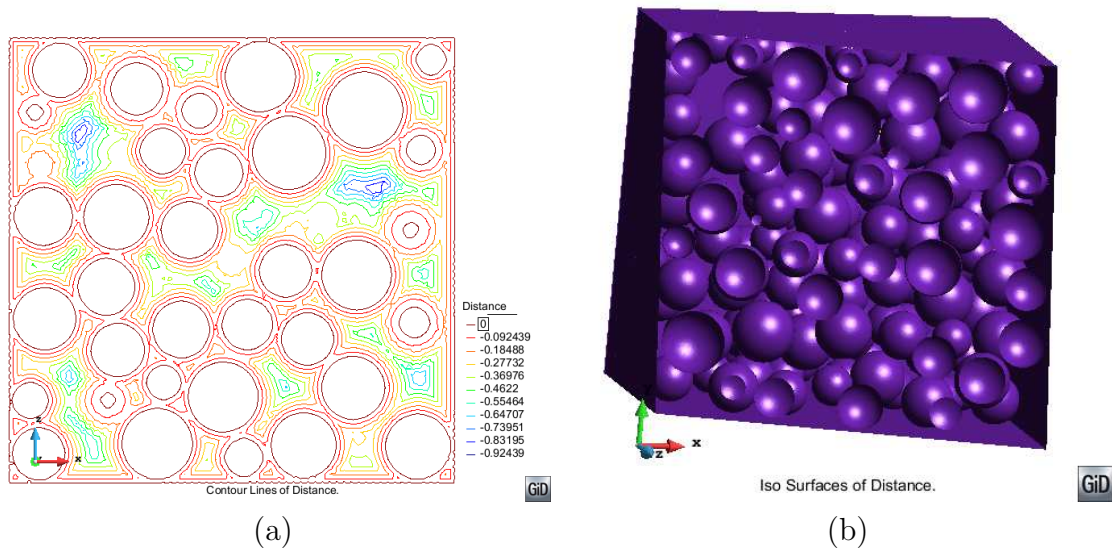 Distance
0
-0.092439
-0.18488
-0.27732
-0.36976
-0.4622
-0.55464
-0.64707
-0.73951
-0.83195
-0.92439
z
x
Contour Lines of Distance.
GiD
(a)
x
z
Iso Surfaces of Distance.
GiD
(b)